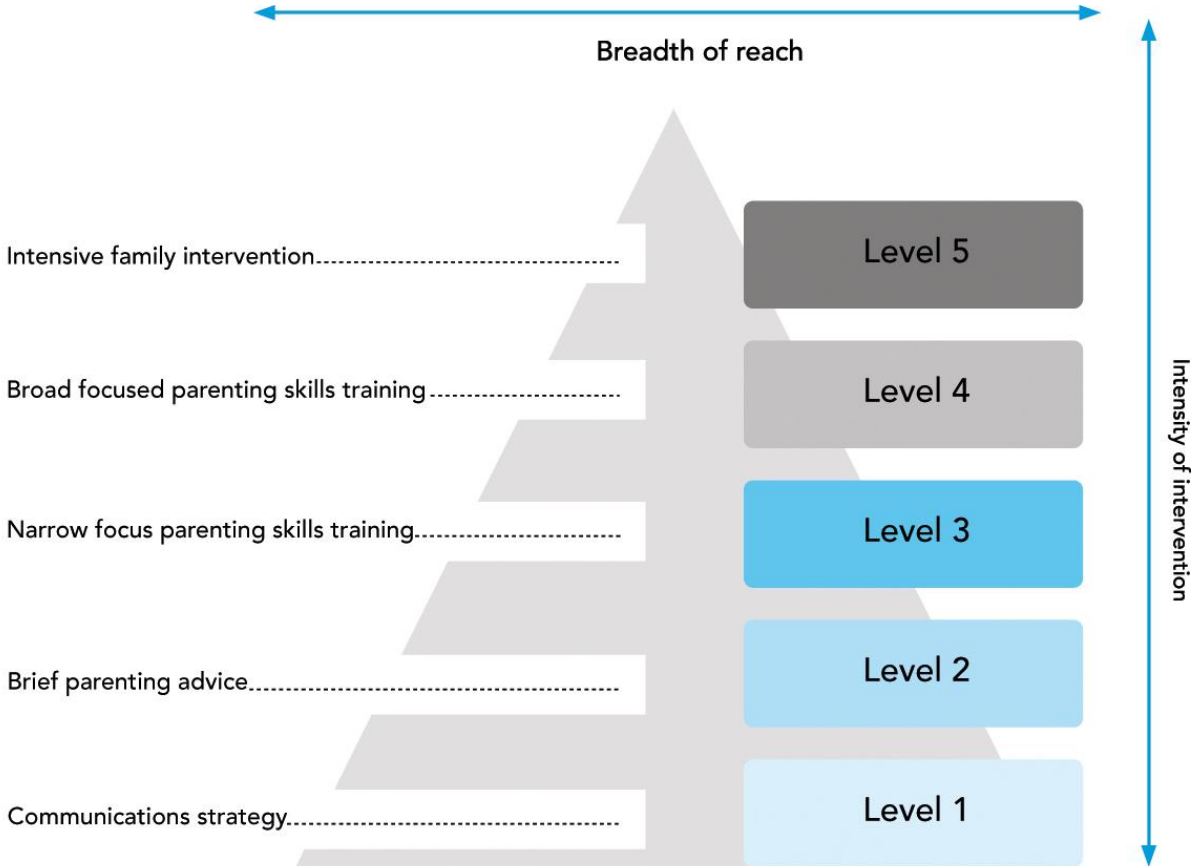 Breadth of reach
Intensive family intervention
Level 5
Broad focused parenting skills training
Level 4
Narrow focus parenting skills training
Level 3
Brief parenting advice
Level 2
Communications strategy
Level 1
Intensity of intervention